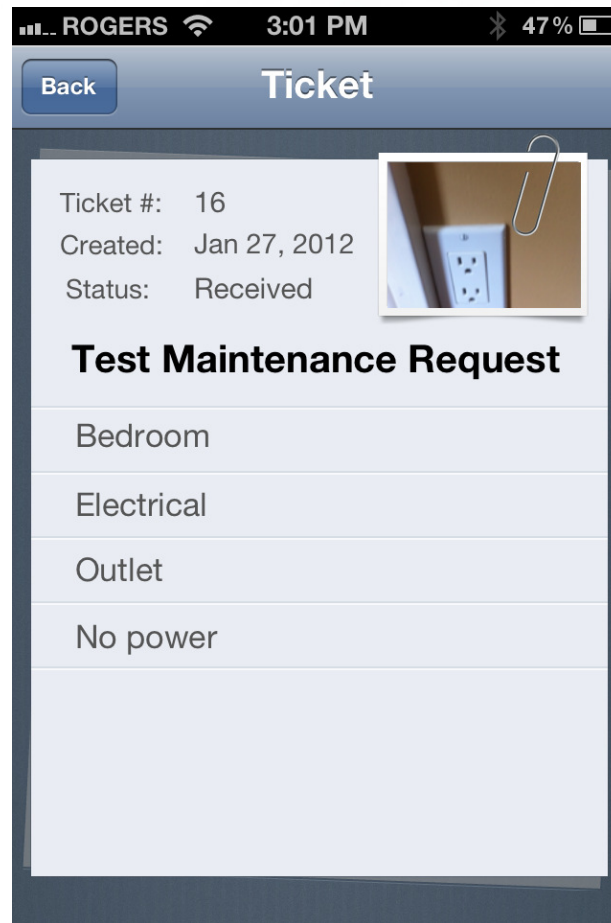 ROGERS 3:01 PM 47%
Back Ticket
Ticket #: 16
Created: Jan 27, 2012
Status: Received
Test Maintenance Request
Bedroom
Electrical
Outlet
No power